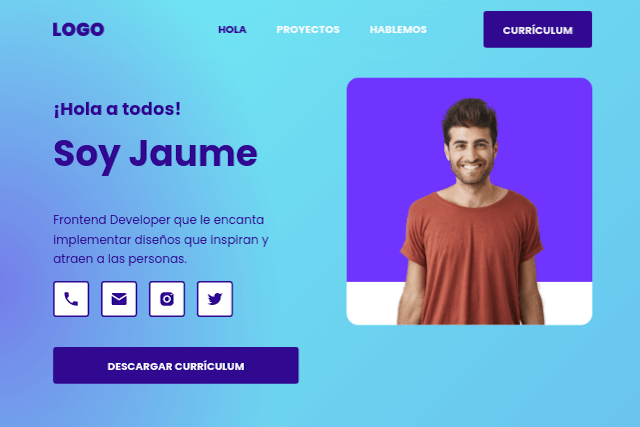 LOGO
HOLA
PROYECTOS
HABLEMOS
CURRÍCULUM
¡Hola a todos!
Soy Jaume
Frontend Developer que le encanta
implementar diseños que inspiran y
atraen a las personas.
DESCARGAR CURRÍCULUM